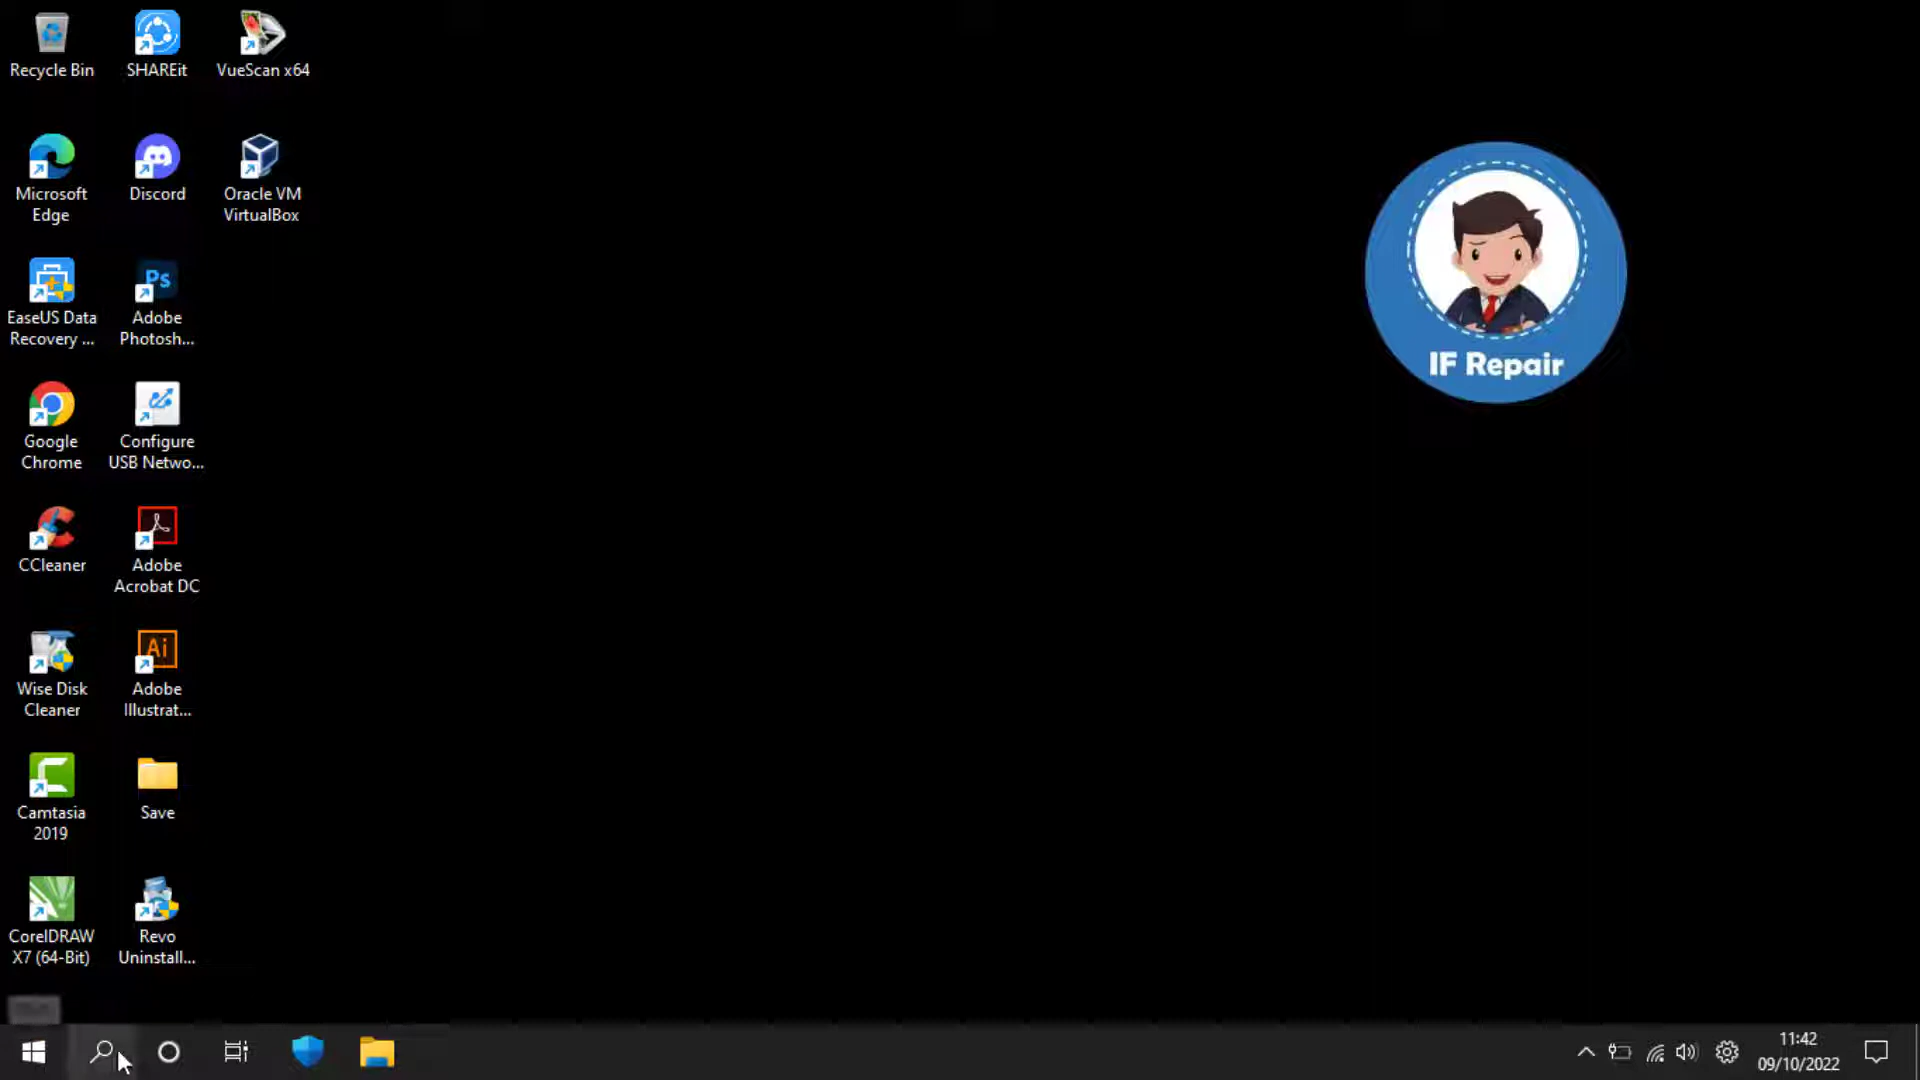 Recycle Bin
SHAREit
VueScan x64
Microsoft
Edge
Discord
Oracle VM
VirtualBox
EaseUS Data
Recovery ...
Ps
Adobe
Photosh...
Google
Chrome
Configure
USB Netwo...
CCleaner
Adobe
Acrobat DC
Wise Disk
Cleaner
Ai
Adobe
Illustrat...
Camtasia
2019
Save
CorelDRAW
X7 (64-Bit)
Revo
Uninstall...
IF Repair
11:42
09/10/2022